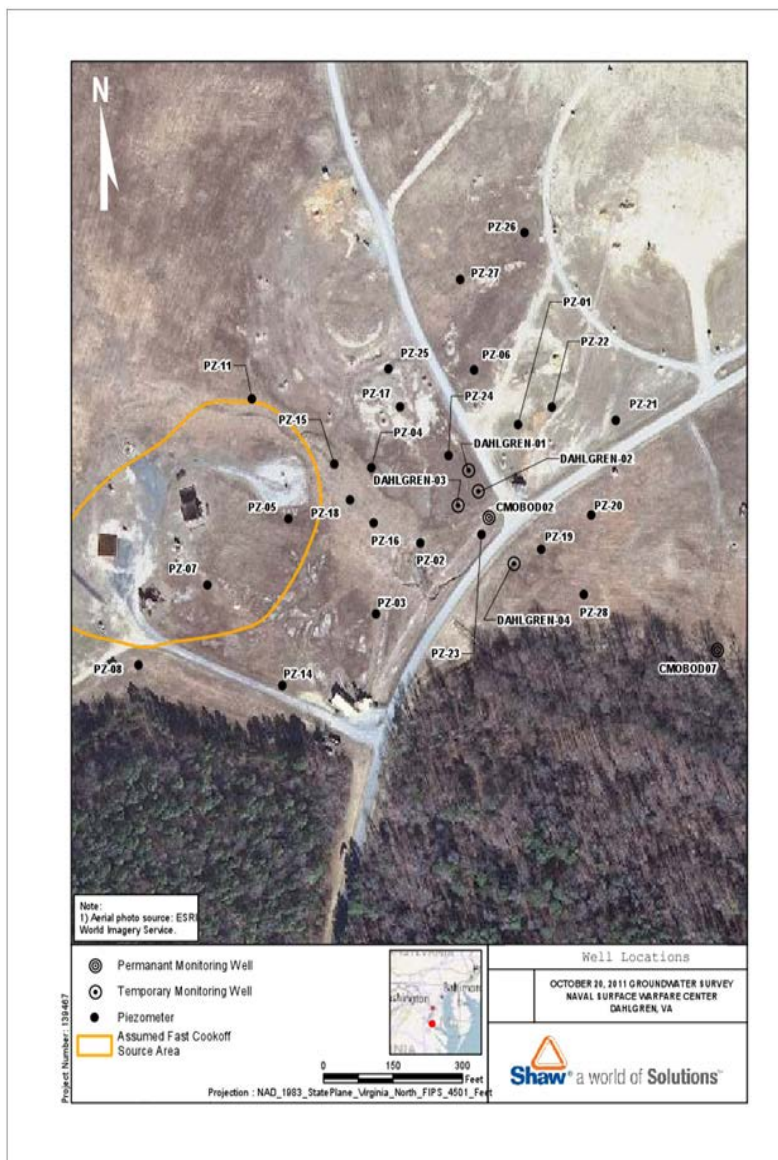 N
PZ-26
PZ-27
PZ-01
PZ-25
PZ-06
PZ-22
PZ-11
PZ-17
PZ-24
PZ-21
PZ-15
PZ-04
DAHLGREN-01
DAHLGREN-02
DAHLGREN-03
PZ-05
PZ-18
CMOBOD02
PZ-20
PZ-16
PZ-19
PZ-02
PZ-07
PZ-03
DAHLGREN-04
PZ-28
PZ-23
PZ-08
PZ-14
CMOBOD07
Note:
1) Aerial photo source: ESRI
World Imagery Service.
Permanant Monitoring Well
Temporary Monitoring Well
Piezometer
Assumed Fast Cookoff
Source Area
Project Number: 139467
0 150 300
Feet
Projection : NAD_1983_StatePlane_Virginia_North_FIPS_4501_Feet
Well Locations
OCTOBER 20, 2011 GROUNDWATER SURVEY
NAVAL SURFACE WARFARE CENTER
DAHLGREN, VA
Shaw® a world of Solutions™